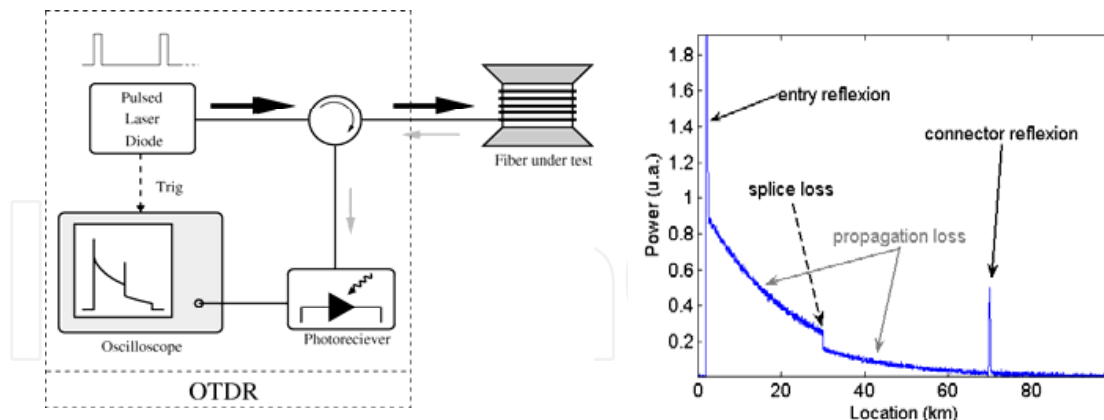 Pulsed
Laser
Diode
Trig
Fiber under test
Oscilloscope
Photoreciever
OTDR
Power (u.a.)
1.8
1.6
1.4
1.2
1
0.8
0.6
0.4
0.2
entry reflexion
connector reflexion
splice loss
propagation loss
0 20 40 60 80
Location (km)